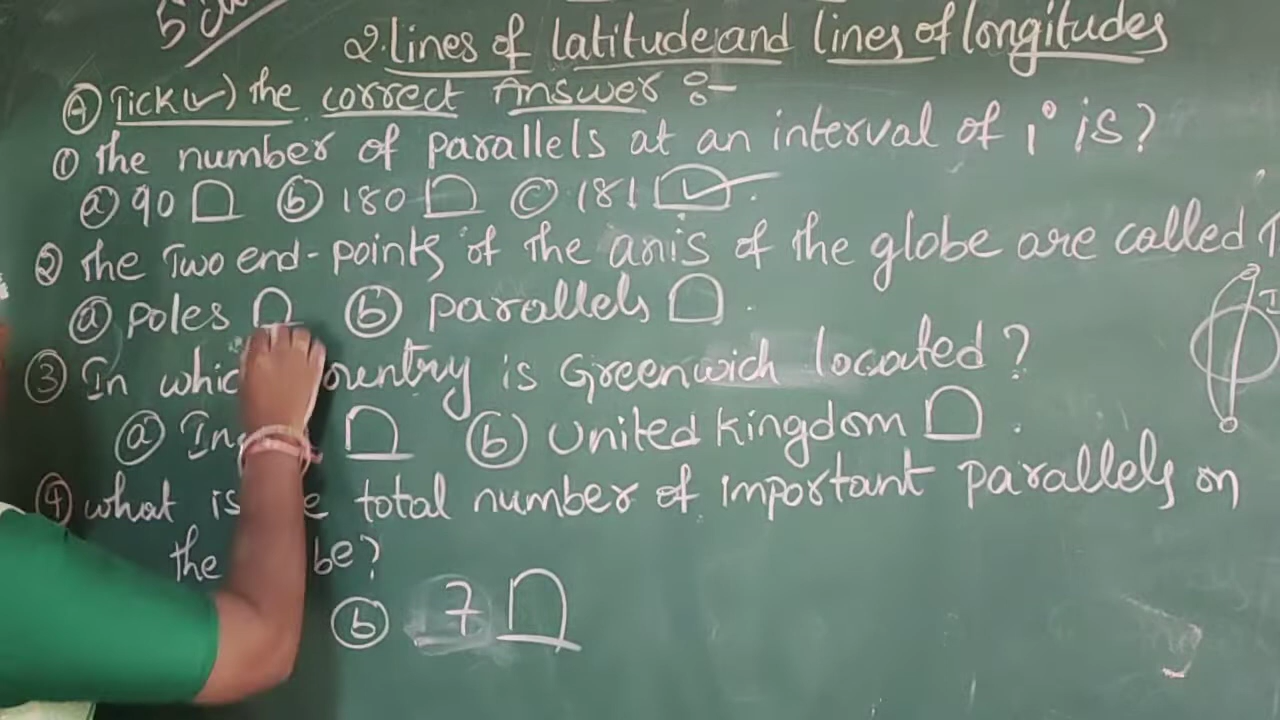 2. lines of latitude and lines of longitudes
Ⓐ Tick(✓) the correct Answer :-
① the number of parallels at an interval of 1° is?
ⓐ 90 ⓑ 180 ⓒ 181 ✓.
② the Two end-points of the axis of the globe are called
ⓐ poles ⓑ parallels .
③ In which country is Greenwich located?
ⓐ ⓑ United kingdom .
④ what is total number of important parallels on
the
ⓑ 7